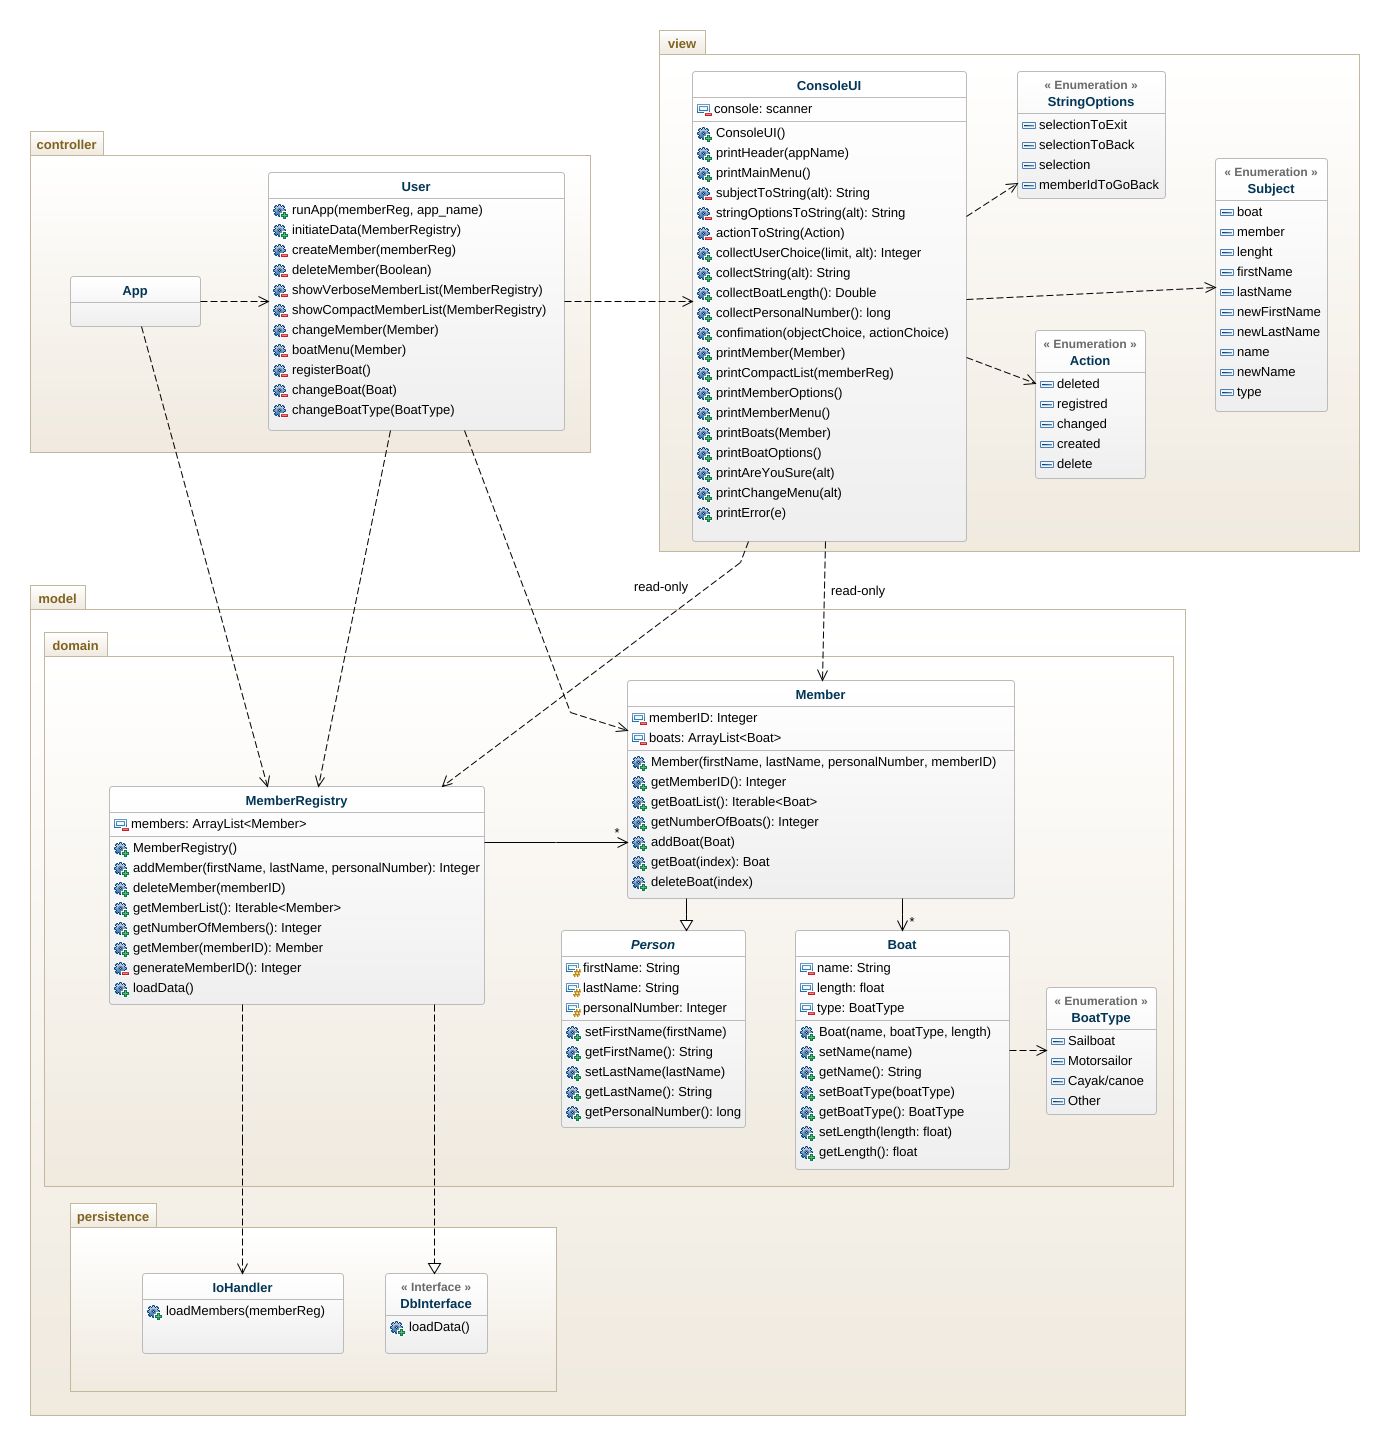 view
ConsoleUI
console: scanner
ConsoleUI()
printHeader(appName)
printMainMenu()
subjectToString(alt): String
stringOptionsToString(alt): String
actionToString(Action)
collectUserChoice(limit, alt): Integer
collectString(alt): String
collectBoatLength(): Double
collectPersonalNumber(): long
confimation(objectChoice, actionChoice)
printMember(Member)
printCompactList(memberReg)
printMemberOptions()
printMemberMenu()
printBoats(Member)
printBoatOptions()
printAreYouSure(alt)
printChangeMenu(alt)
printError(e)
« Enumeration »
StringOptions
selectionToExit
selectionToBack
selection
memberIdToGoBack
« Enumeration »
Subject
boat
member
lenght
firstName
lastName
newFirstName
newLastName
name
newName
type
« Enumeration »
Action
deleted
registred
changed
created
delete
controller
User
runApp(memberReg, app_name)
initiateData(MemberRegistry)
createMember(memberReg)
deleteMember(Boolean)
showVerboseMemberList(MemberRegistry)
showCompactMemberList(MemberRegistry)
changeMember(Member)
boatMenu(Member)
registerBoat()
changeBoat(Boat)
changeBoatType(BoatType)
App
read-only
read-only
model
domain
Member
memberID: Integer
boats: ArrayList<Boat>
Member(firstName, lastName, personalNumber, memberID)
getMemberID(): Integer
getBoatList(): Iterable<Boat>
getNumberOfBoats(): Integer
addBoat(Boat)
getBoat(index): Boat
deleteBoat(index)
MemberRegistry
members: ArrayList<Member>
MemberRegistry()
addMember(firstName, lastName, personalNumber): Integer
deleteMember(memberID)
getMemberList(): Iterable<Member>
getNumberOfMembers(): Integer
getMember(memberID): Member
generateMemberID(): Integer
loadData()
*
*
Person
firstName: String
lastName: String
personalNumber: Integer
setFirstName(firstName)
getFirstName(): String
setLastName(lastName)
getLastName(): String
getPersonalNumber(): long
Boat
name: String
length: float
type: BoatType
Boat(name, boatType, length)
setName(name)
getName(): String
setBoatType(boatType)
getBoatType(): BoatType
setLength(length: float)
getLength(): float
« Enumeration »
BoatType
Sailboat
Motorsailor
Cayak/canoe
Other
persistence
IoHandler
loadMembers(memberReg)
« Interface »
DbInterface
loadData()